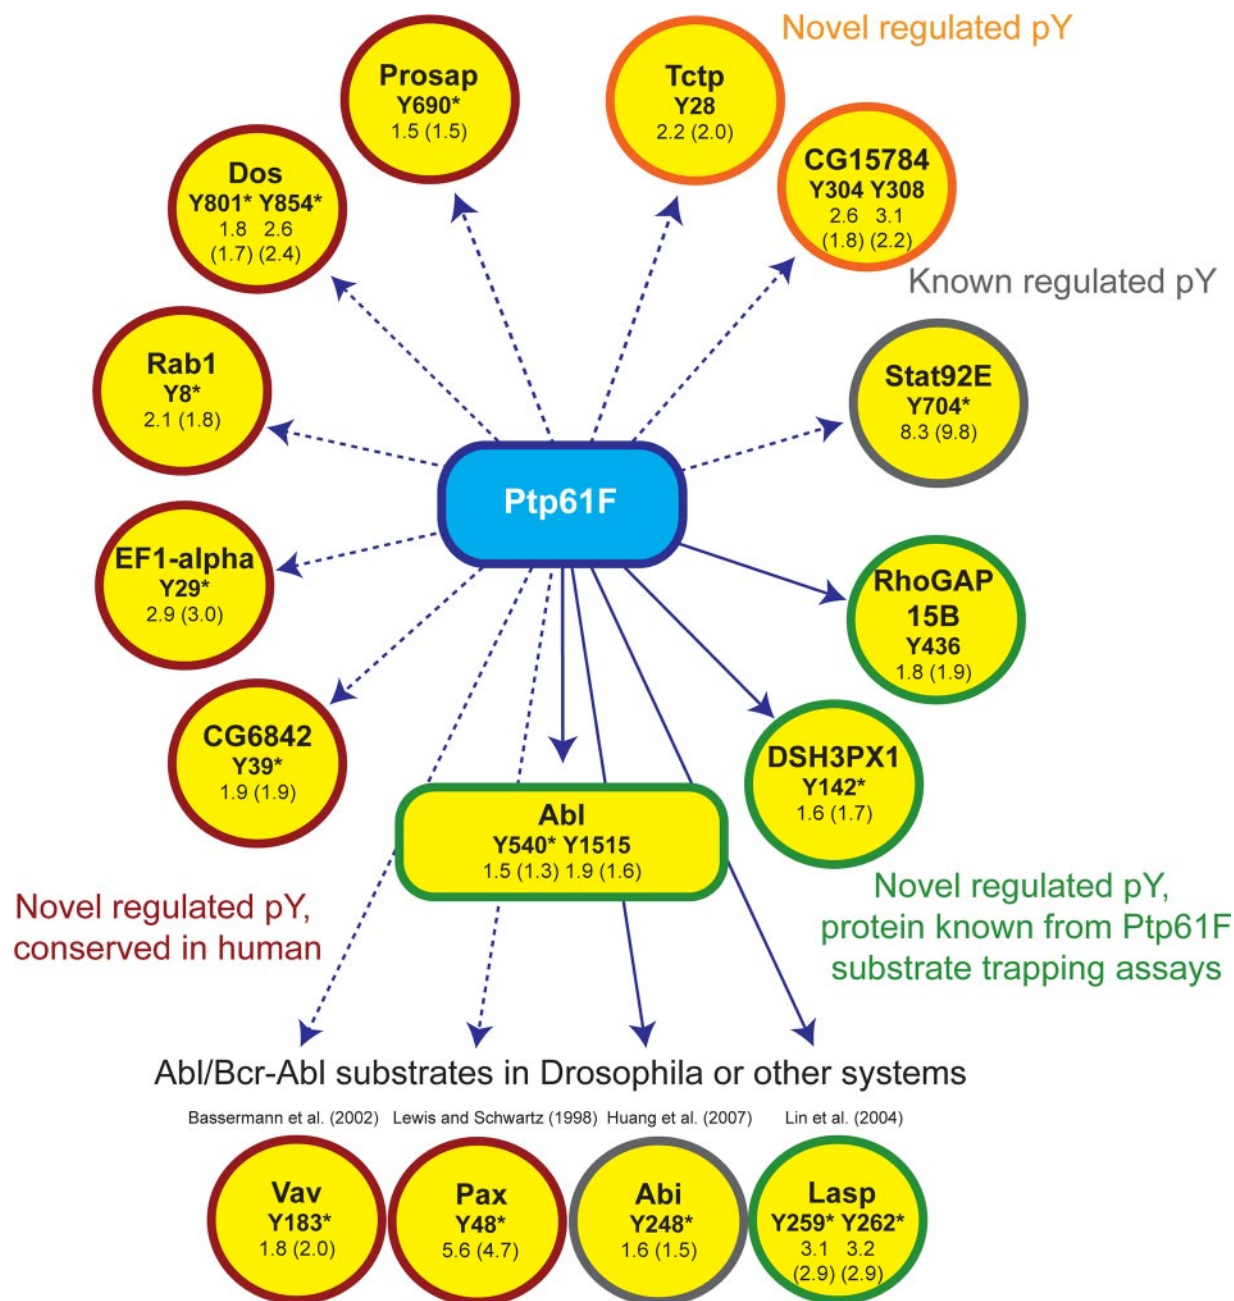 Novel regulated pY
Prosap
Y690*
1.5 (1.5)
Tctp
Y28
2.2 (2.0)
Dos
Y801* Y854*
1.8 2.6
(1.7) (2.4)
CG15784
Y304 Y308
2.6 3.1
(1.8) (2.2)
Known regulated pY
Rab1
Y8*
2.1 (1.8)
Stat92E
Y704*
8.3 (9.8)
Ptp61F
EF1-alpha
Y29*
2.9 (3.0)
RhoGAP
15B
Y436
1.8 (1.9)
CG6842
Y39*
1.9 (1.9)
DSH3PX1
Y142*
1.6 (1.7)
Abl
Y540* Y1515
1.5 (1.3) 1.9 (1.6)
Novel regulated pY,
conserved in human
Novel regulated pY,
protein known from Ptp61F
substrate trapping assays
Abl/Bcr-Abl substrates in Drosophila or other systems
Bassermann et al. (2002) Lewis and Schwartz (1998) Huang et al. (2007) Lin et al. (2004)
Vav
Y183*
1.8 (2.0)
Pax
Y48*
5.6 (4.7)
Abi
Y248*
1.6 (1.5)
Lasp
Y259* Y262*
3.1 3.2
(2.9) (2.9)